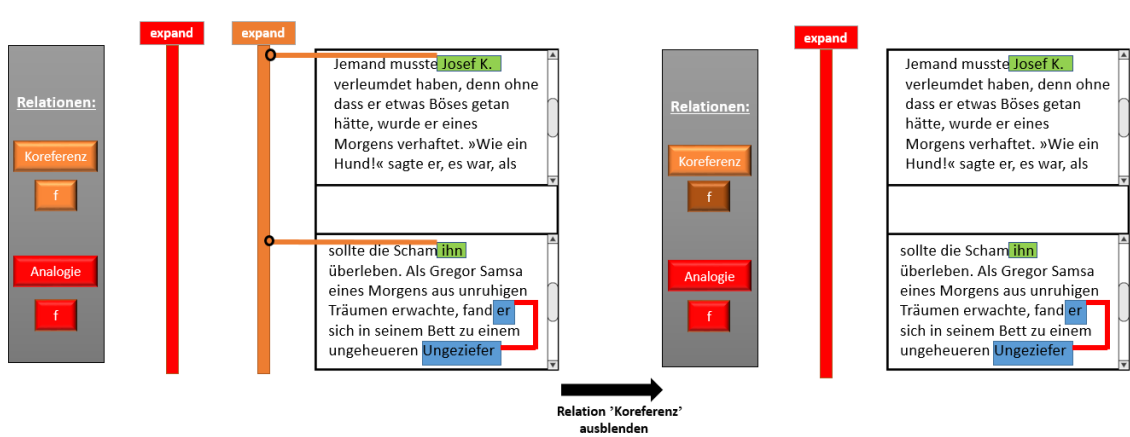 expand
expand
Relationen:
Koreferenz
f
Analogie
f
Jemand musste Josef K.
verleumdet haben, denn ohne
dass er etwas Böses getan
hätte, wurde er eines
Morgens verhaftet. »Wie ein
Hund!« sagte er, es war, als
sollte die Scham ihn
überleben. Als Gregor Samsa
eines Morgens aus unruhigen
Träumen erwachte, fand er
sich in seinem Bett zu einem
ungeheueren Ungeziefer
Relation ’Koreferenz’
ausblenden
expand
Relationen:
Koreferenz
f
Analogie
f
Jemand musste Josef K.
verleumdet haben, denn ohne
dass er etwas Böses getan
hätte, wurde er eines
Morgens verhaftet. »Wie ein
Hund!« sagte er, es war, als
sollte die Scham ihn
überleben. Als Gregor Samsa
eines Morgens aus unruhigen
Träumen erwachte, fand er
sich in seinem Bett zu einem
ungeheueren Ungeziefer